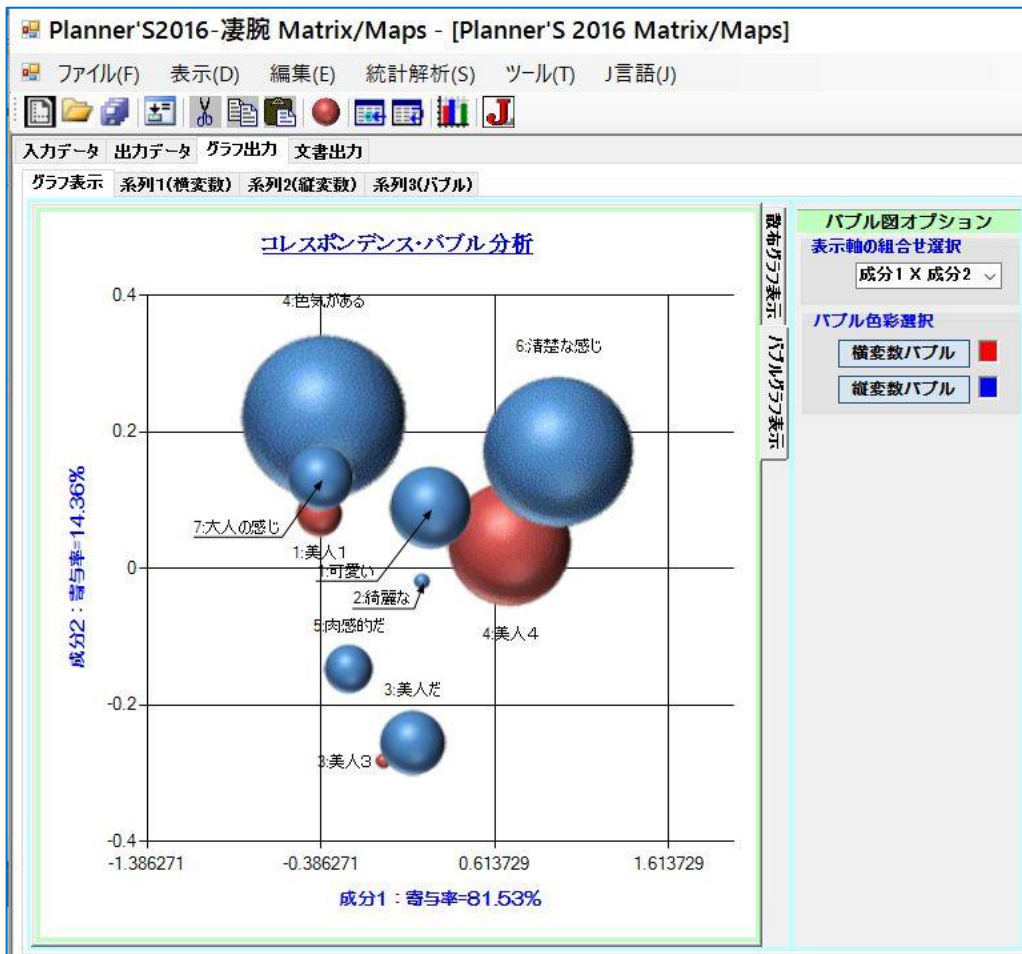 Planner'S2016-凄腕 Matrix/Maps - [Planner'S 2016 Matrix/Maps]
ファイル(F) 表示(D) 編集(E) 統計解析(S) ツール(T) J言語(J)
J
入力データ 出力データ グラフ出力 文書出力
グラフ表示 系列1(横変数) 系列2(縦変数) 系列3(バブル)
コレスポンデンス・バブル分析
0.4
4:色気がある
6:清楚な感じ
0.2
7:大人の感じ
1:美人1
1:可愛い
0
2:綺麗な
5:肉感的だ
4:美人4
3:美人だ
-0.2
3:美人3
-0.4
-1.386271 -0.386271 0.613729 1.613729
成分1：寄与率=81.53%
成分2：寄与率=14.36%
散布グラフ表示
バブルグラフ表示
バブル図オプション
表示軸の組合せ選択
成分1 X 成分2
バブル色彩選択
横変数バブル
縦変数バブル